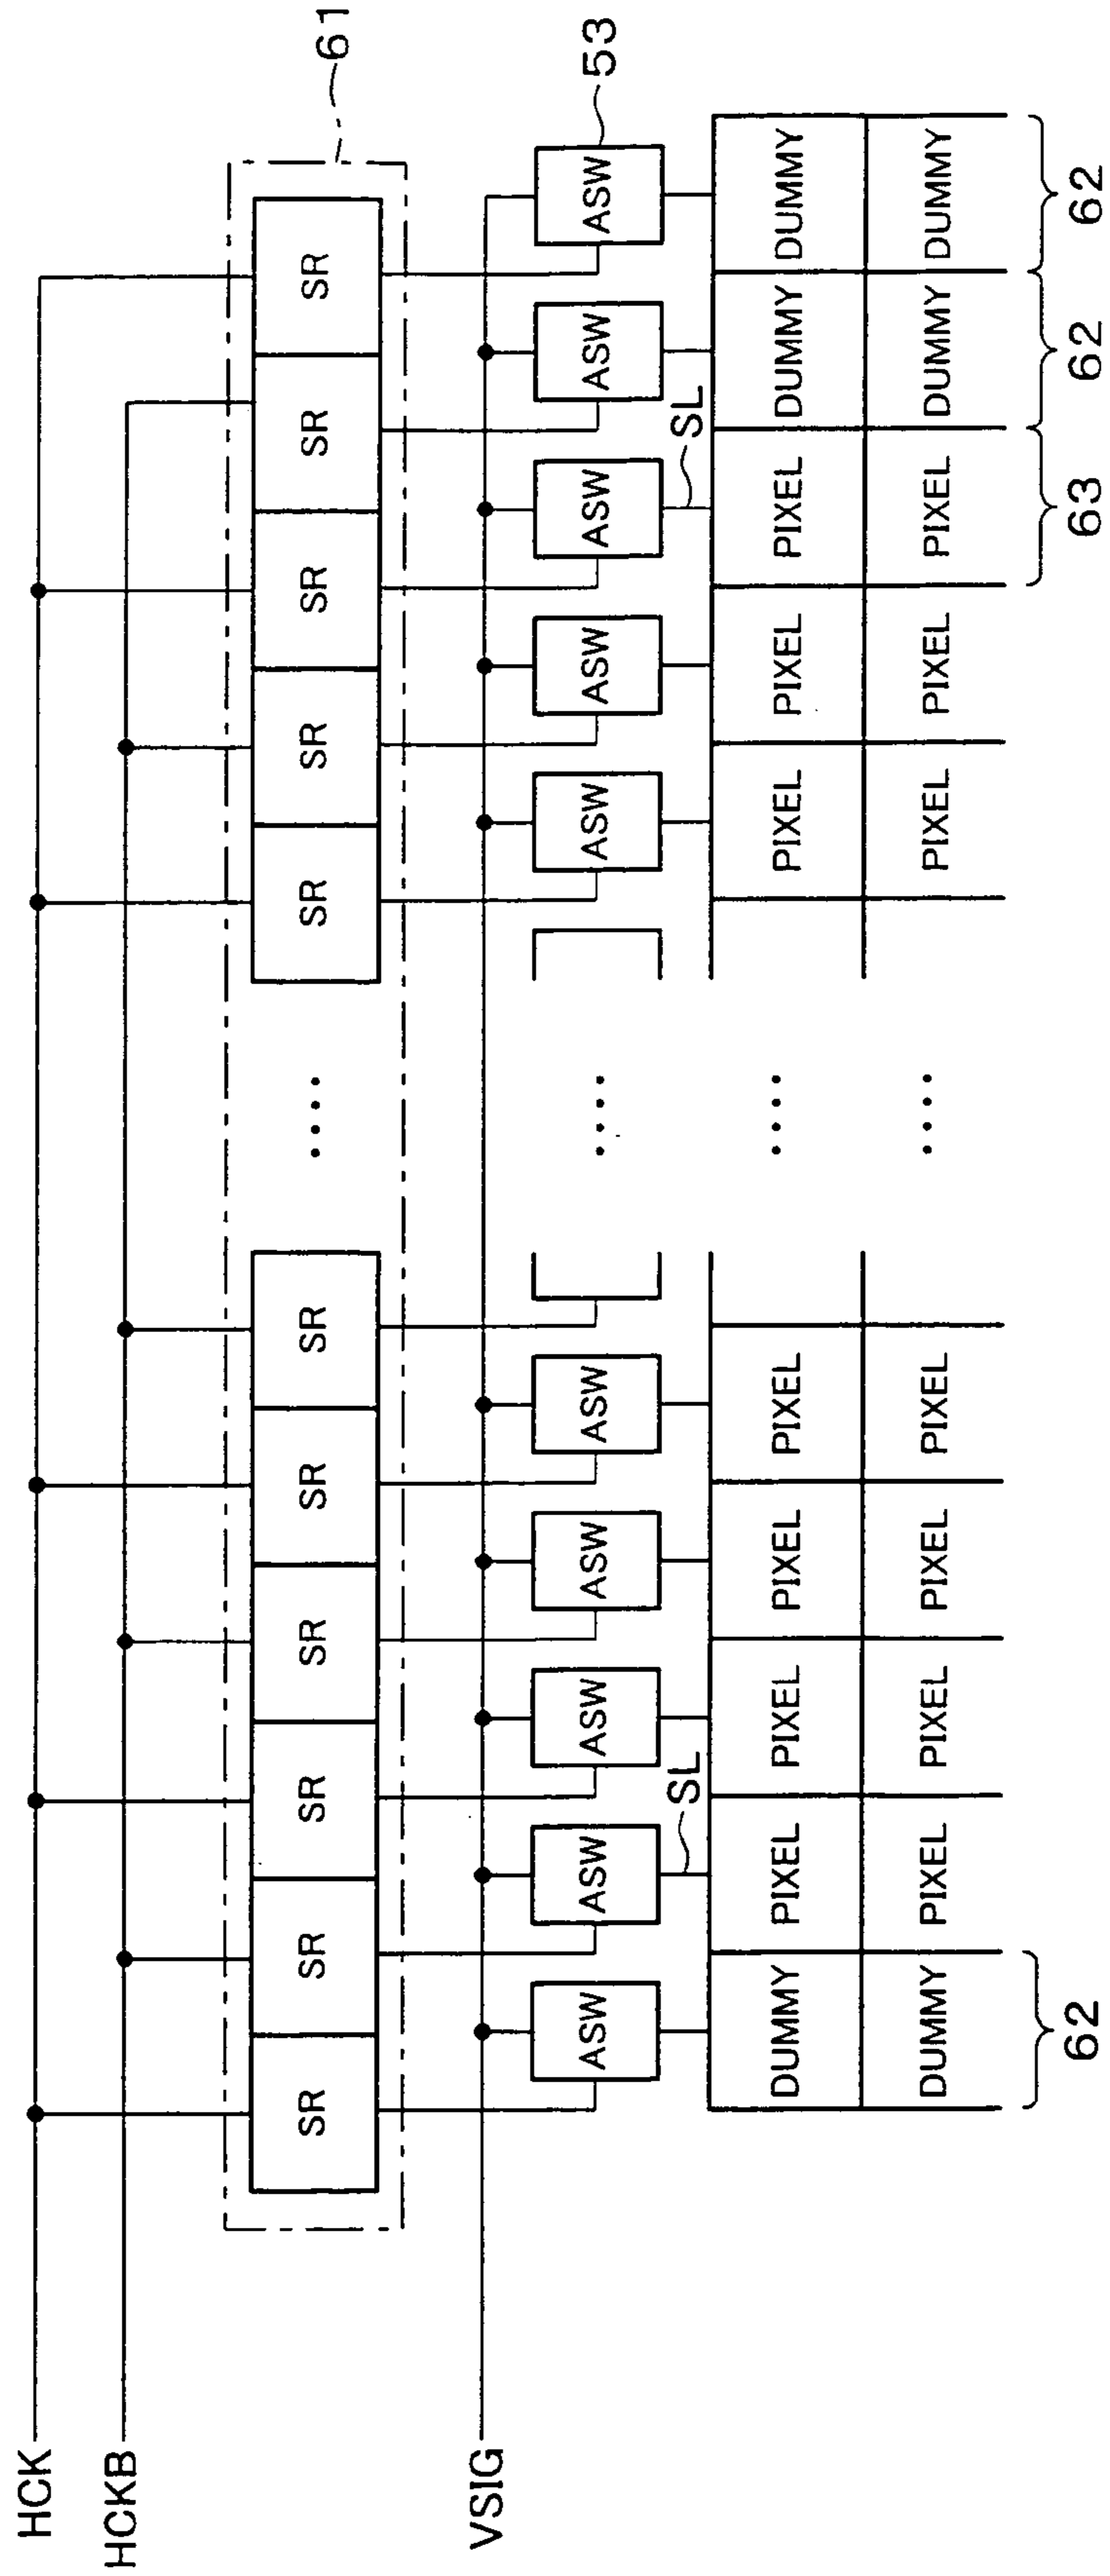 HCK
HCKB
61
SR SR SR SR SR SR .... SR SR SR SR SR
VSIG
53
ASW ASW ASW ASW ASW .... ASW ASW ASW ASW ASW
SL SL
DUMMY PIXEL PIXEL PIXEL PIXEL .... PIXEL PIXEL PIXEL DUMMY DUMMY
DUMMY PIXEL PIXEL PIXEL PIXEL .... PIXEL PIXEL PIXEL DUMMY DUMMY
62 63 62 62